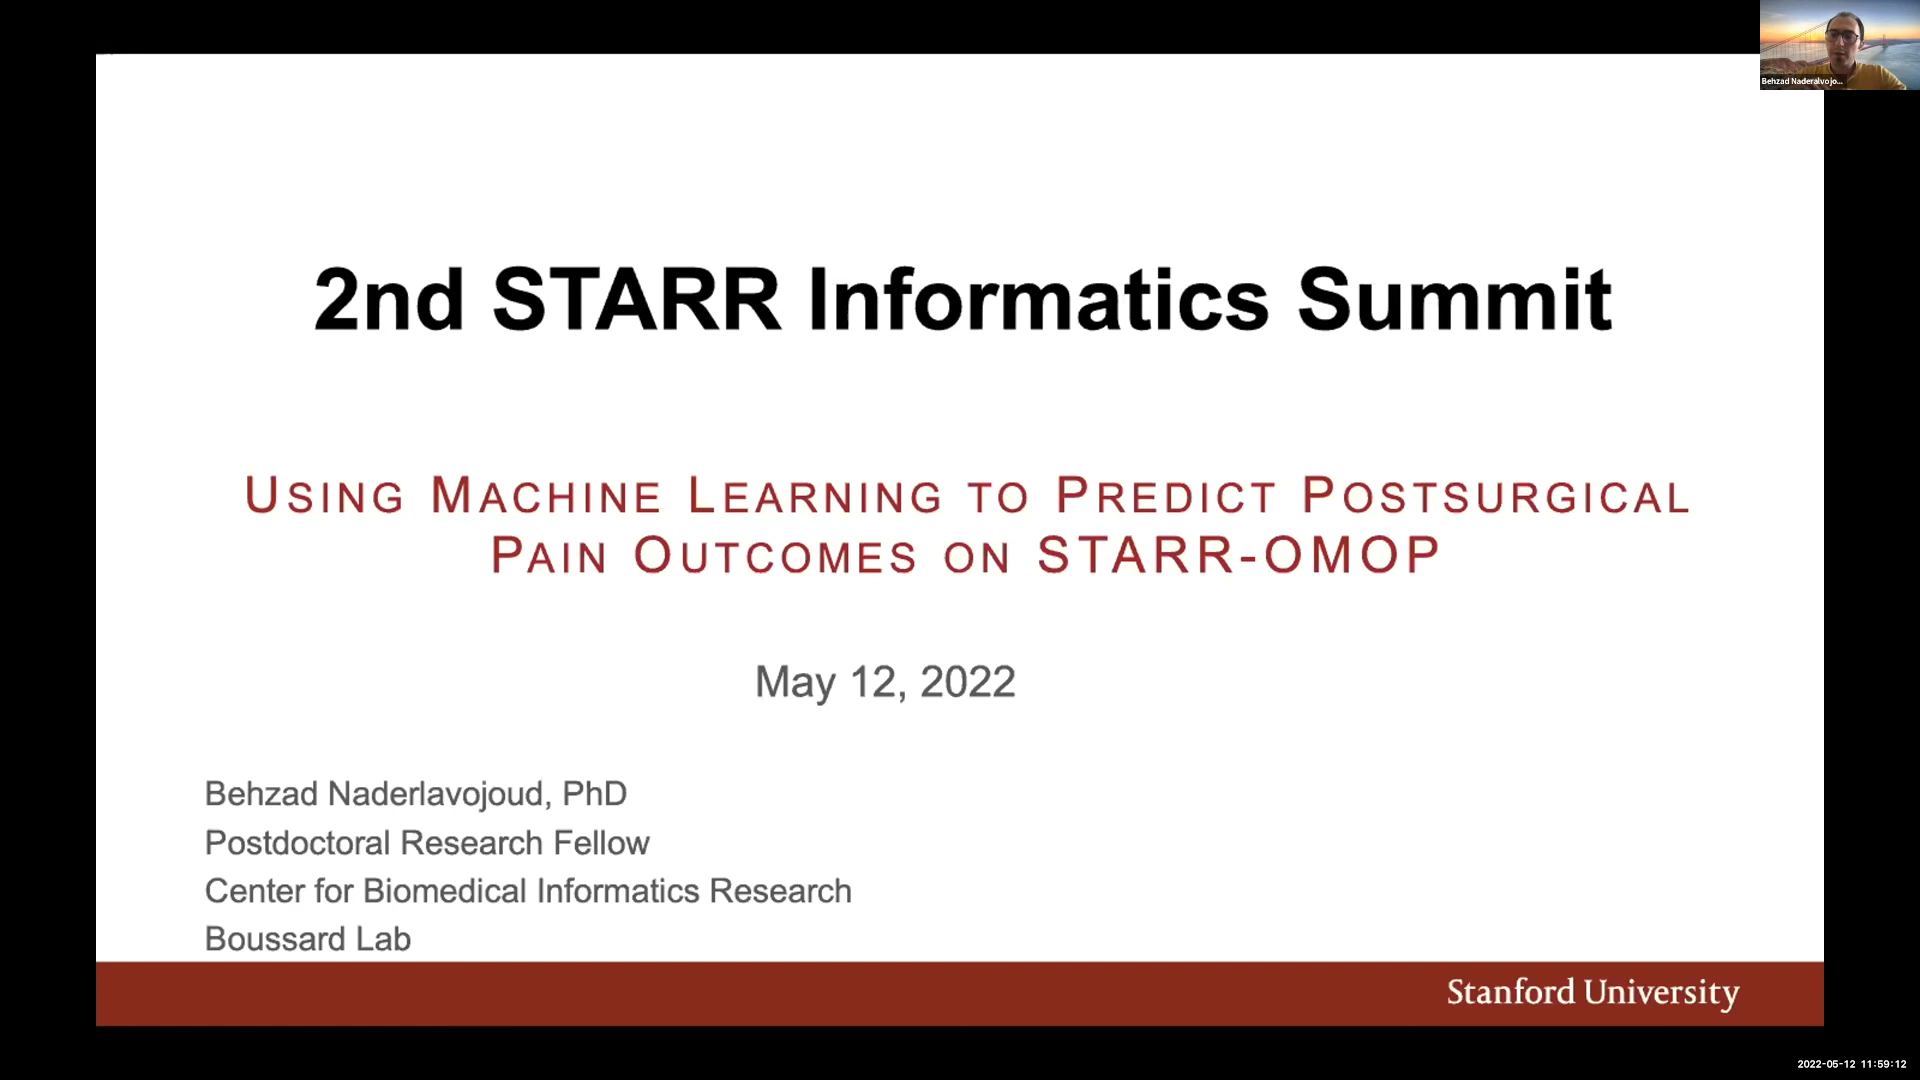 Behzad Naderalvojo...
2nd STARR Informatics Summit
USING MACHINE LEARNING TO PREDICT POSTSURGICAL
PAIN OUTCOMES ON STARR-OMOP
May 12, 2022
Behzad Naderlavojoud, PhD
Postdoctoral Research Fellow
Center for Biomedical Informatics Research
Boussard Lab
Stanford University
2022-05-12 11:59:12